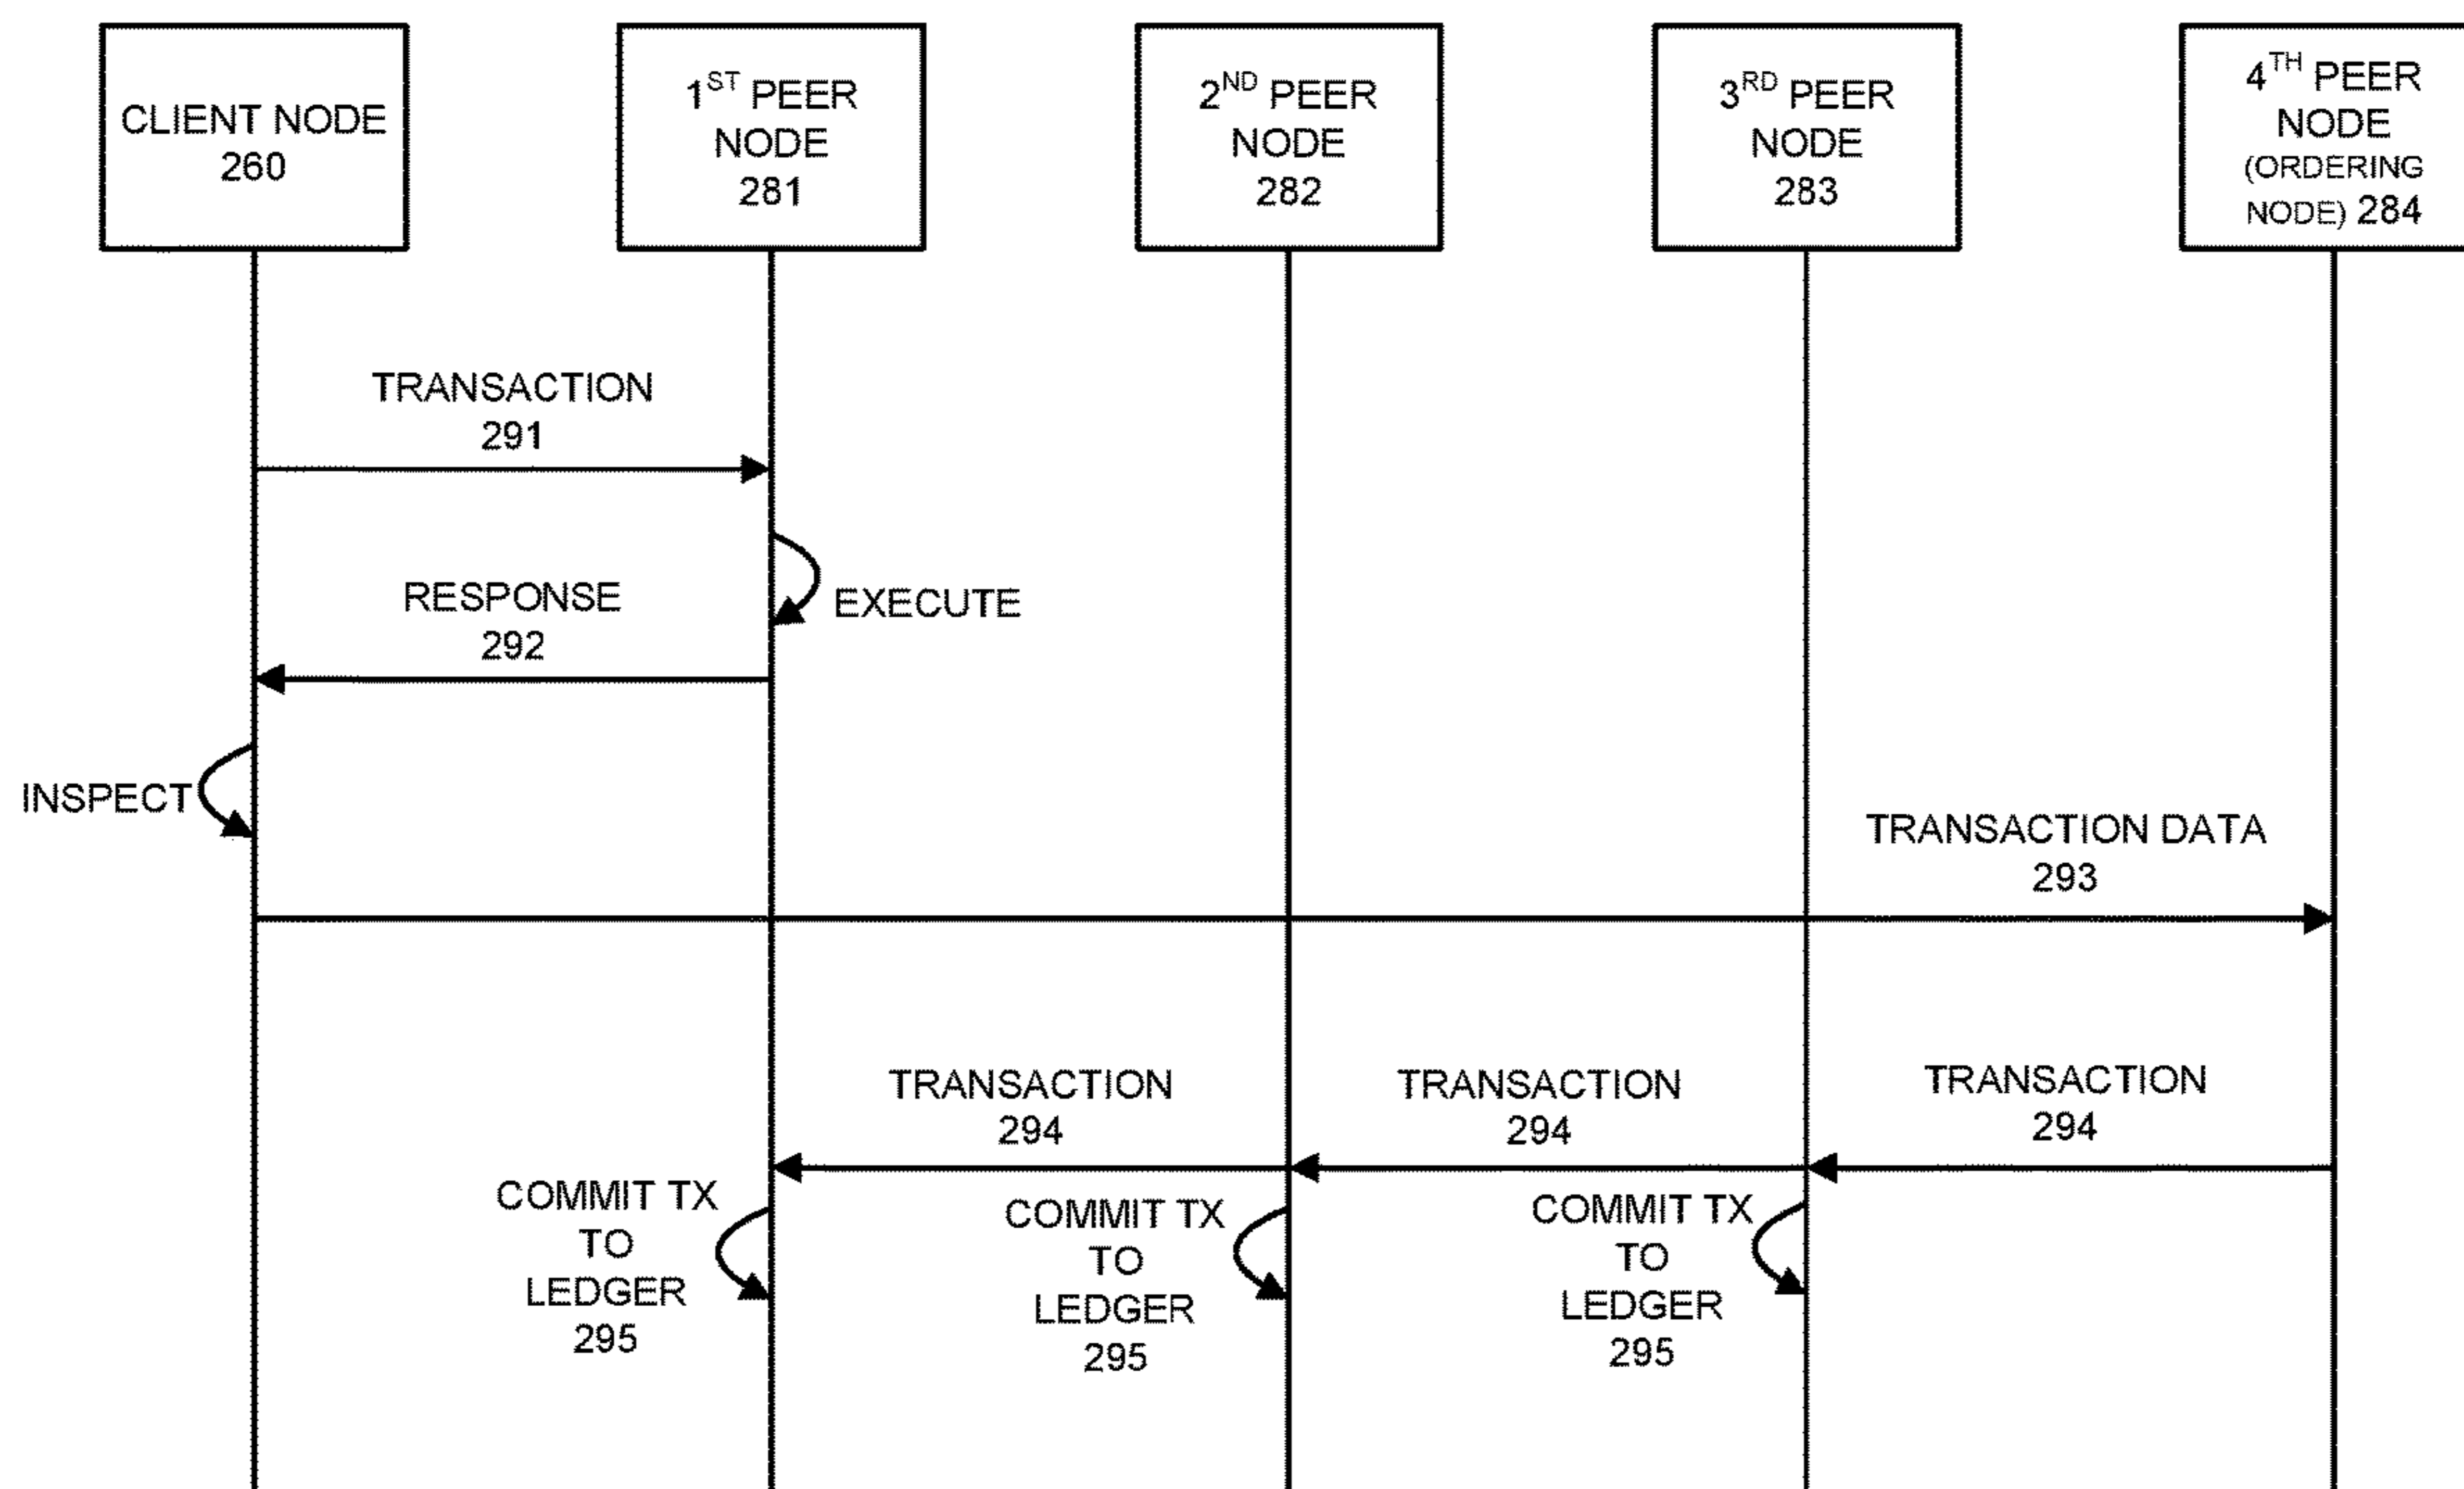 CLIENT NODE
260
1ST PEER
NODE
281
2ND PEER
NODE
282
3RD PEER
NODE
283
4TH PEER
NODE
(ORDERING
NODE) 284
TRANSACTION
291
EXECUTE
RESPONSE
292
INSPECT
TRANSACTION DATA
293
TRANSACTION
294
TRANSACTION
294
TRANSACTION
294
COMMIT TX
TO
LEDGER
295
COMMIT TX
TO
LEDGER
295
COMMIT TX
TO
LEDGER
295